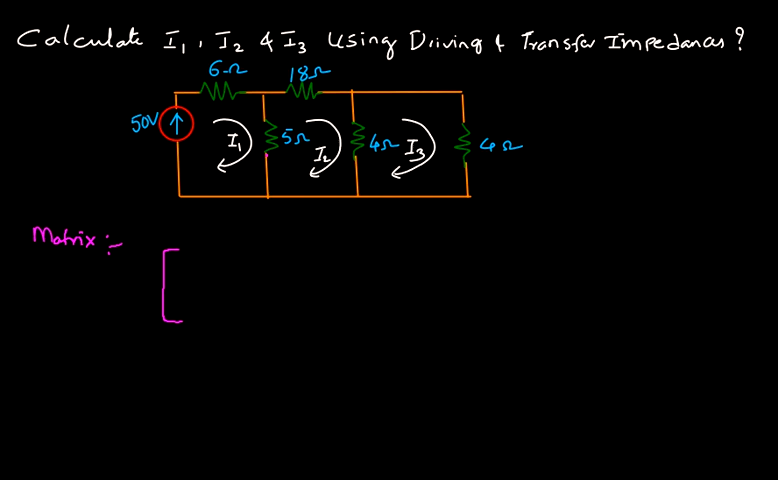 Calculate I1, I2 & I3 Using Driving & Transfer Impedances?
6Ω 18Ω
50V I1 5Ω I2 4Ω I3 4Ω
Matrix:-